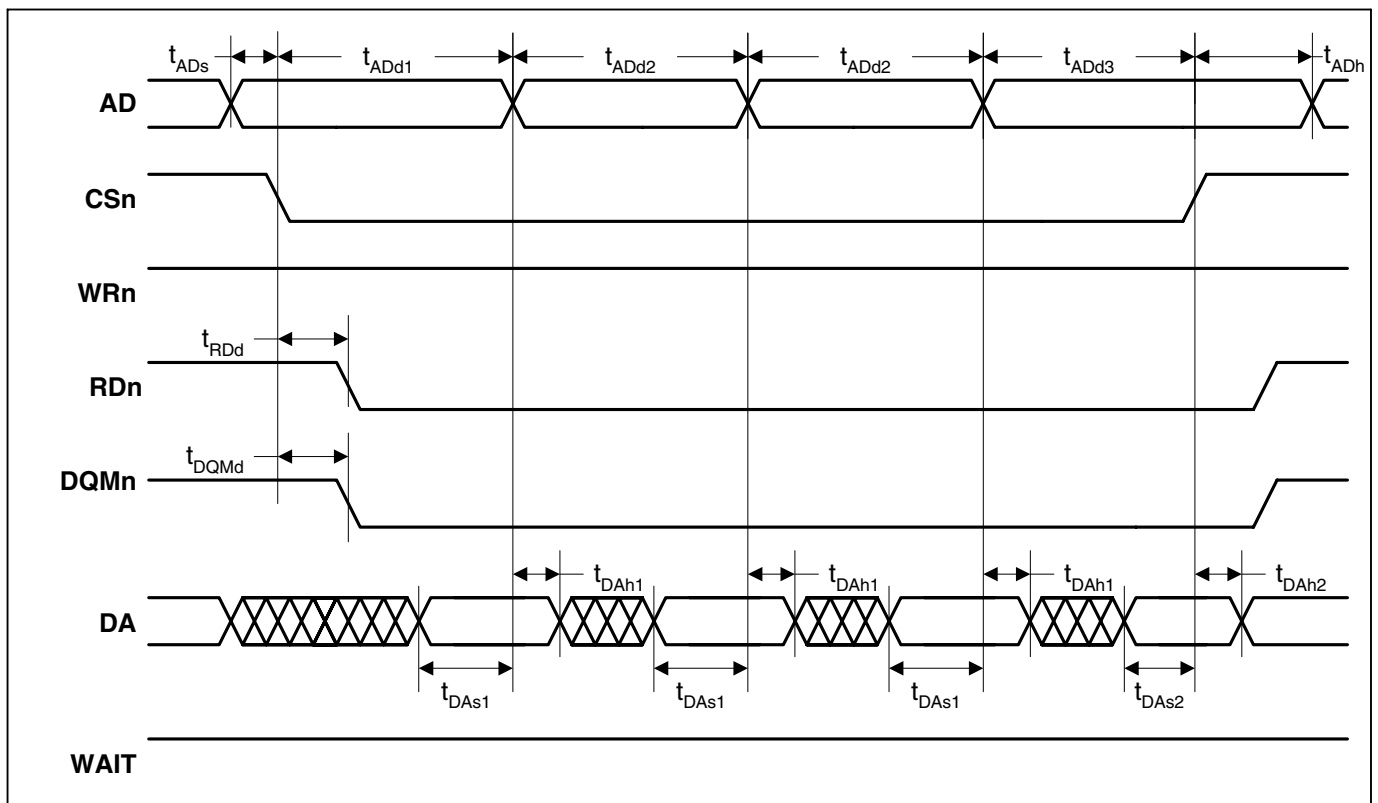 tADs tADd1 tADd2 tADd2 tADd3 tADh
AD
CSn
WRn
tRDd
RDn
tDQMd
DQMn
tDAh1 tDAh1 tDAh1 tDAh2
DA
tDAs1 tDAs1 tDAs1 tDAs2
WAIT